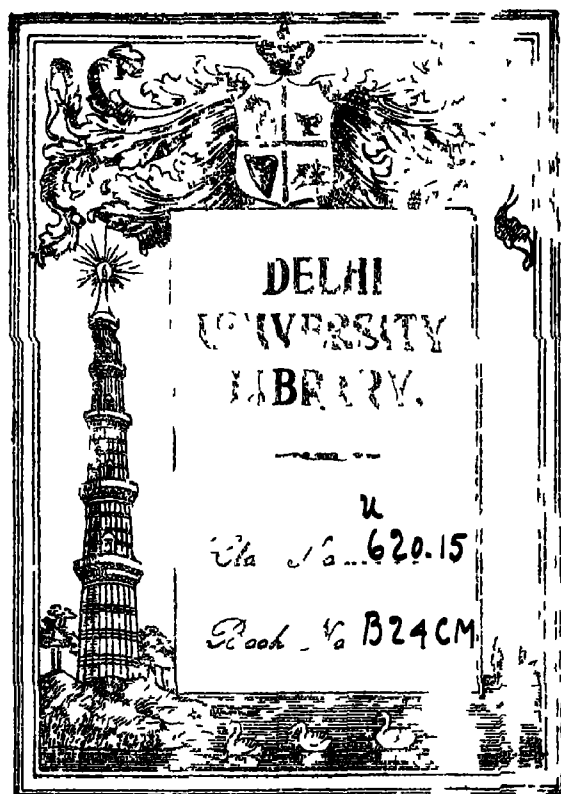 DELHI
UNIVERSITY
LIBRARY.
u
Cla No....620.15
Book No B24CM